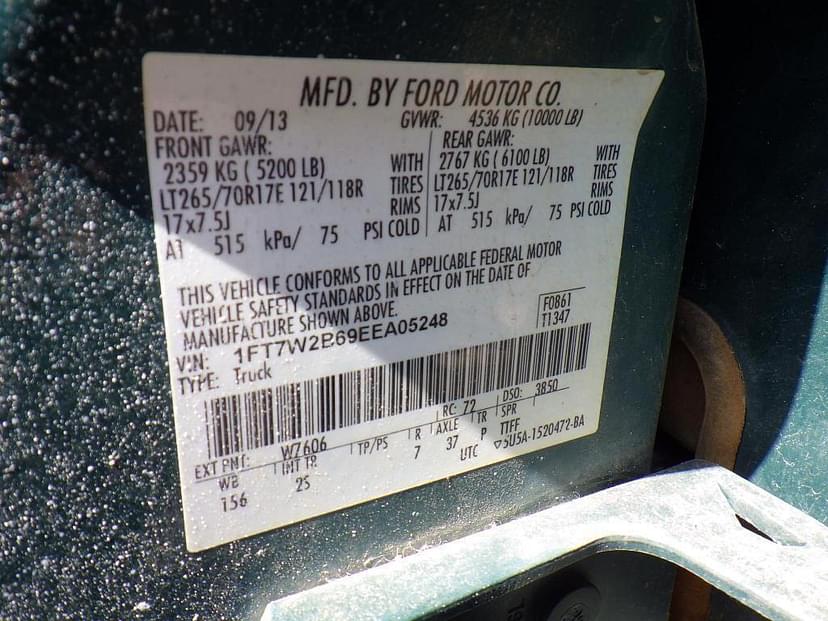 MFD. BY FORD MOTOR CO.
DATE: 09/13 GVWR: 4536 KG (10000 LB)
FRONT GAWR: REAR GAWR:
2359 KG ( 5200 LB) WITH 2767 KG ( 6100 LB) WITH
LT265/70R17E 121/118R TIRES LT265/70R17E 121/118R TIRES
17x7.5J RIMS 17x7.5J RIMS
AT 515 kPa/ 75 PSI COLD AT 515 kPa/ 75 PSI COLD
THIS VEHICLE CONFORMS TO ALL APPLICABLE FEDERAL MOTOR
VEHICLE SAFETY STANDARDS IN EFFECT ON THE DATE OF
MANUFACTURE SHOWN ABOVE.
F0861
T1347
VIN: 1FT7W2B69EEA05248
TYPE: Truck
EXT PNT: W7606 RC: 72 DSO: 3850
WB INT TR TP/PS R AXLE TR SPR
156 2S 7 37 P TTFF
UTC ▽5U5A-1520472-BA